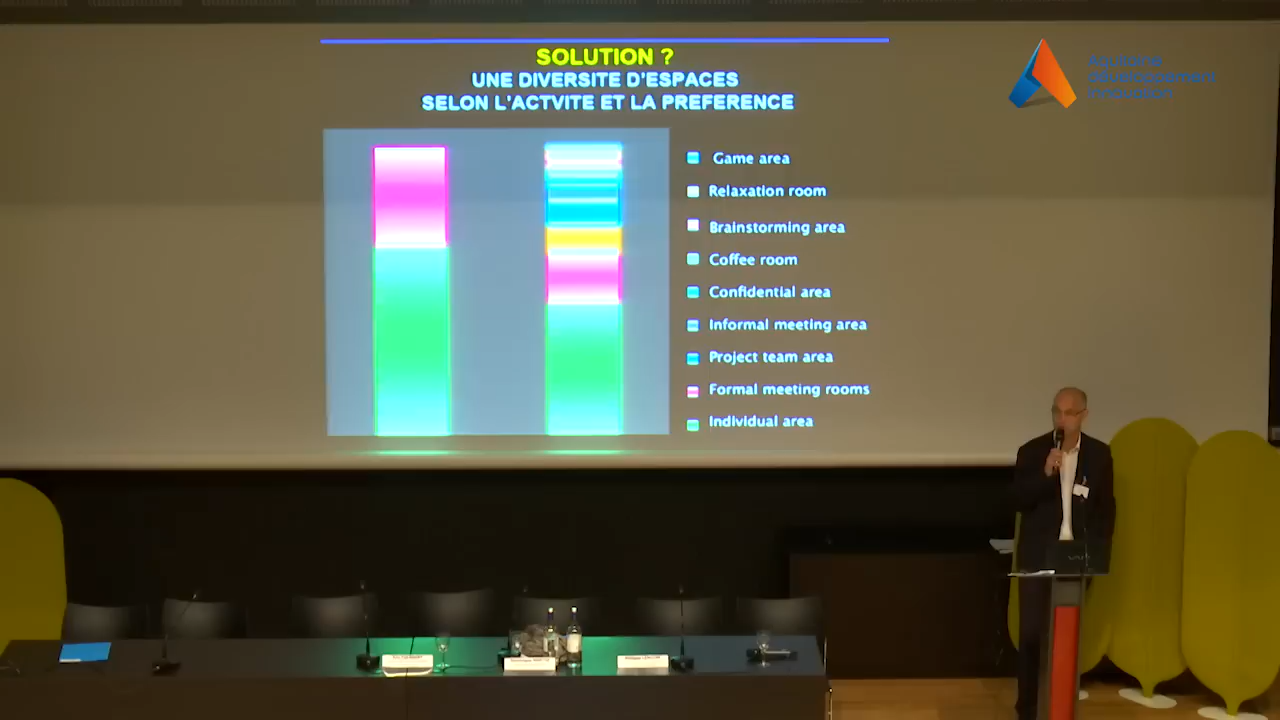 SOLUTION ?
UNE DIVERSITE D'ESPACES
SELON L'ACTVITE ET LA PREFERENCE
Aquitaine
développement
innovation
Game area
Relaxation room
Brainstorming area
Coffee room
Confidential area
Informal meeting area
Project team area
Formal meeting rooms
Individual area